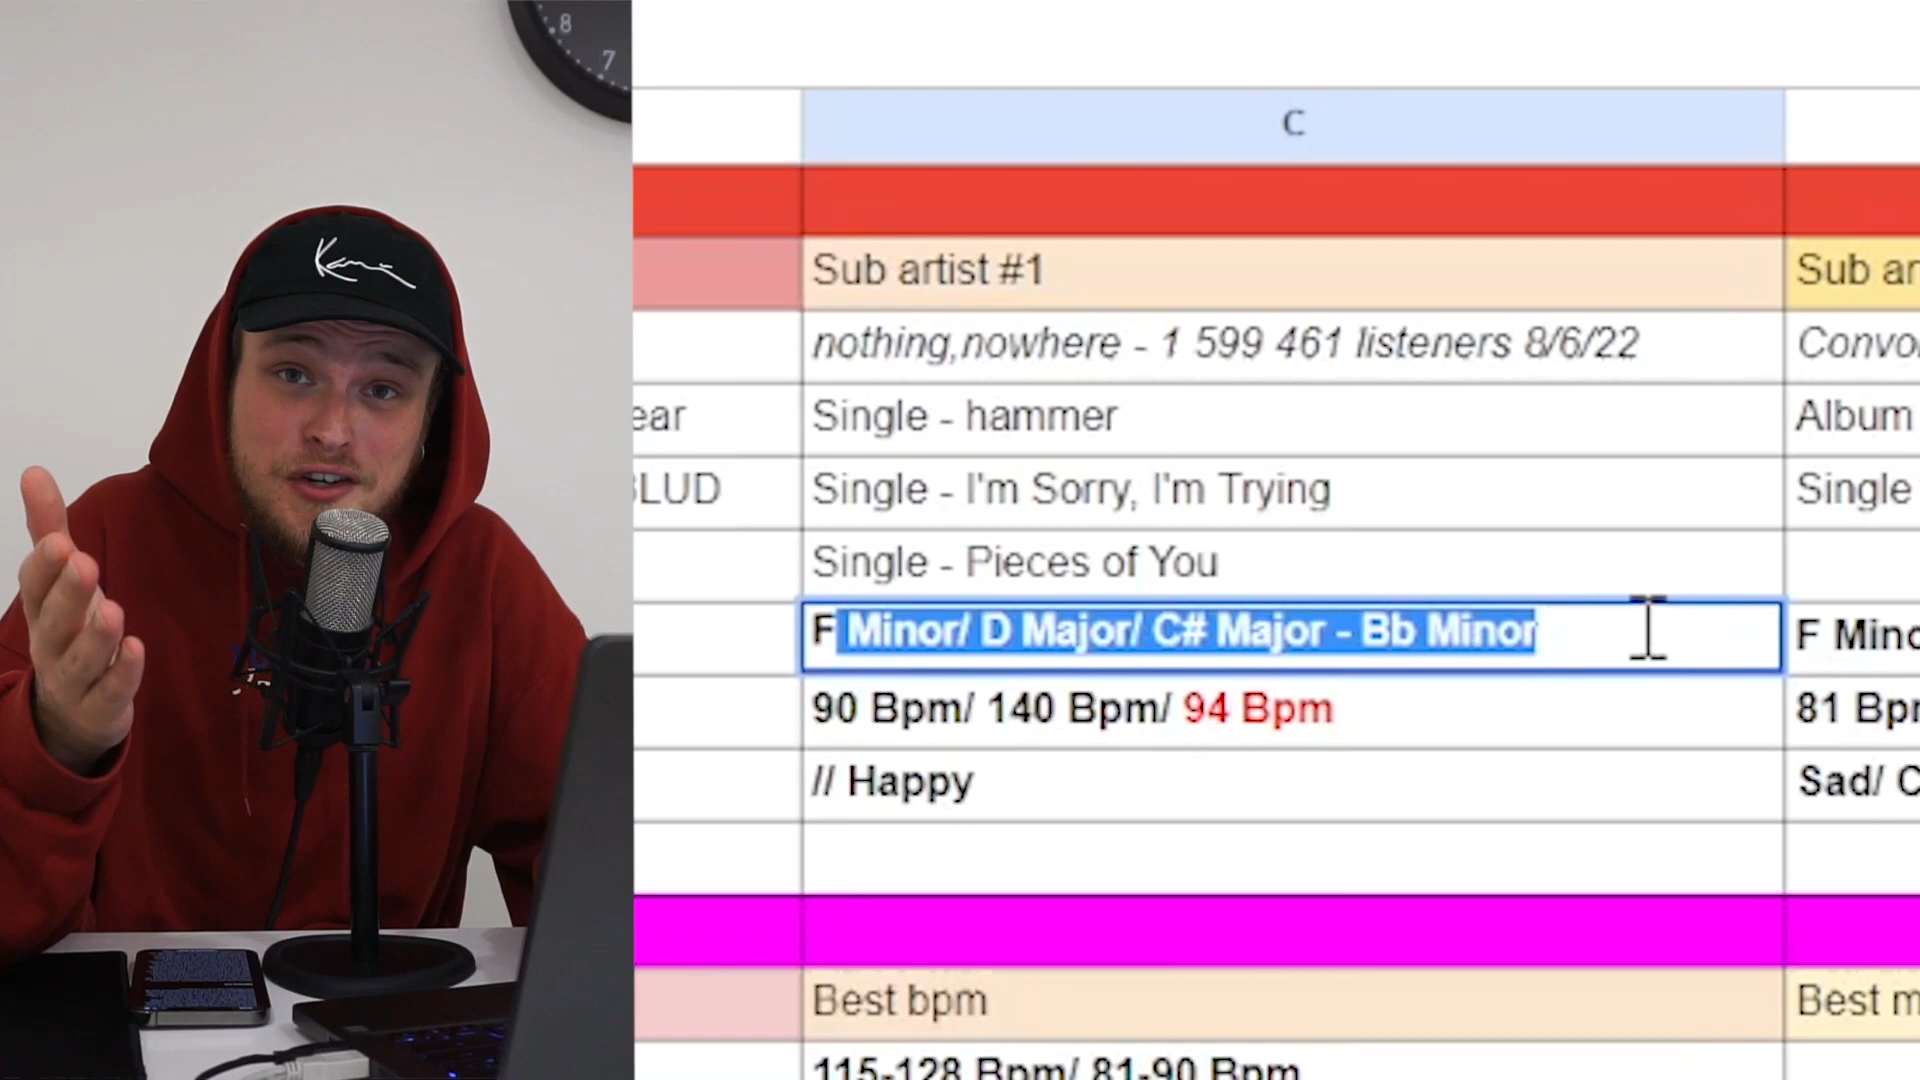 8
7
C
Sub artist #1
Sub ar
nothing,nowhere - 1 599 461 listeners 8/6/22
Convo
ear
Single - hammer
Album
LUD
Single - I'm Sorry, I'm Trying
Single
Single - Pieces of You
F Minor/ D Major/ C# Major - Bb Minor
F Mino
90 Bpm/ 140 Bpm/ 94 Bpm
81 Bpr
// Happy
Sad/ C
Best bpm
Best m
115-128 Bpm/ 81-90 Bpm